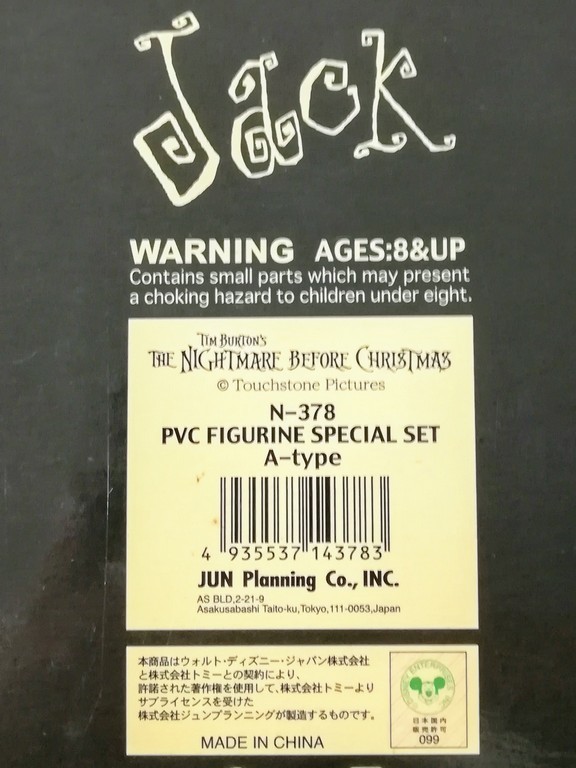 Jack
WARNING AGES:8&UP
Contains small parts which may present
a choking hazard to children under eight.
TIM BURTON'S
THE NIGHTMARE BEFORE CHRISTMAS
© Touchstone Pictures
N-378
PVC FIGURINE SPECIAL SET
A-type
4 935537 143783
JUN Planning Co., INC.
AS BLD,2-21-9
Asakusabashi Taito-ku,Tokyo,111-0053,Japan
本商品はウォルト・ディズニー・ジャパン株式会社
と株式会社トミーとの契約により、
許諾された著作権を使用して、株式会社トミーより
サブライセンスを受けた
株式会社ジュンプランニングが製造するものです。
MADE IN CHINA
日本国内
販売許可
099